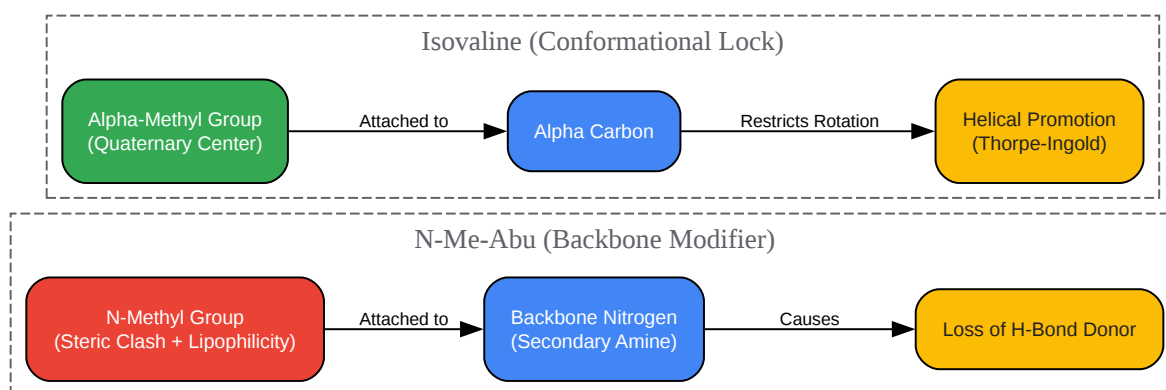 Isovaline (Conformational Lock)
Alpha-Methyl Group
(Quaternary Center)
Attached to
Alpha Carbon
Restricts Rotation
Helical Promotion
(Thorpe-Ingold)
N-Me-Abu (Backbone Modifier)
N-Methyl Group
(Steric Clash + Lipophilicity)
Attached to
Backbone Nitrogen
(Secondary Amine)
Causes
Loss of H-Bond Donor